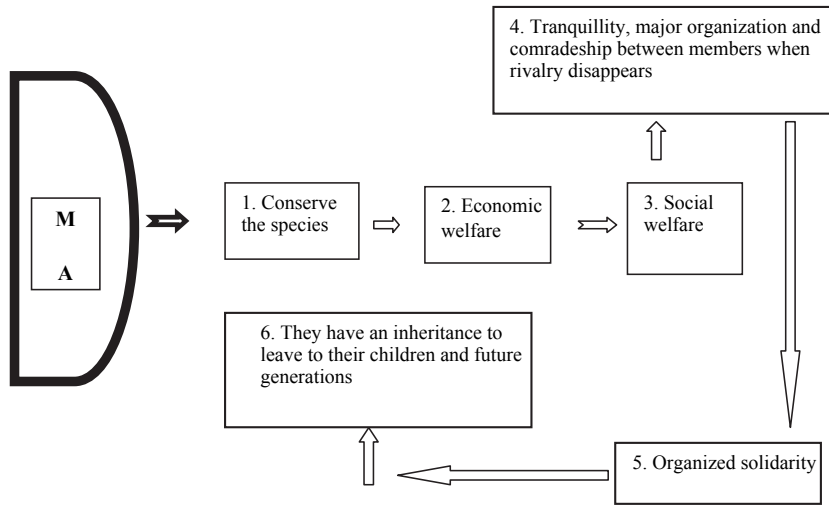 M
A
1. Conserve
the species
2. Economic
welfare
3. Social
welfare
4. Tranquillity, major organization and
comradeship between members when
rivalry disappears
5. Organized solidarity
6. They have an inheritance to
leave to their children and future
generations